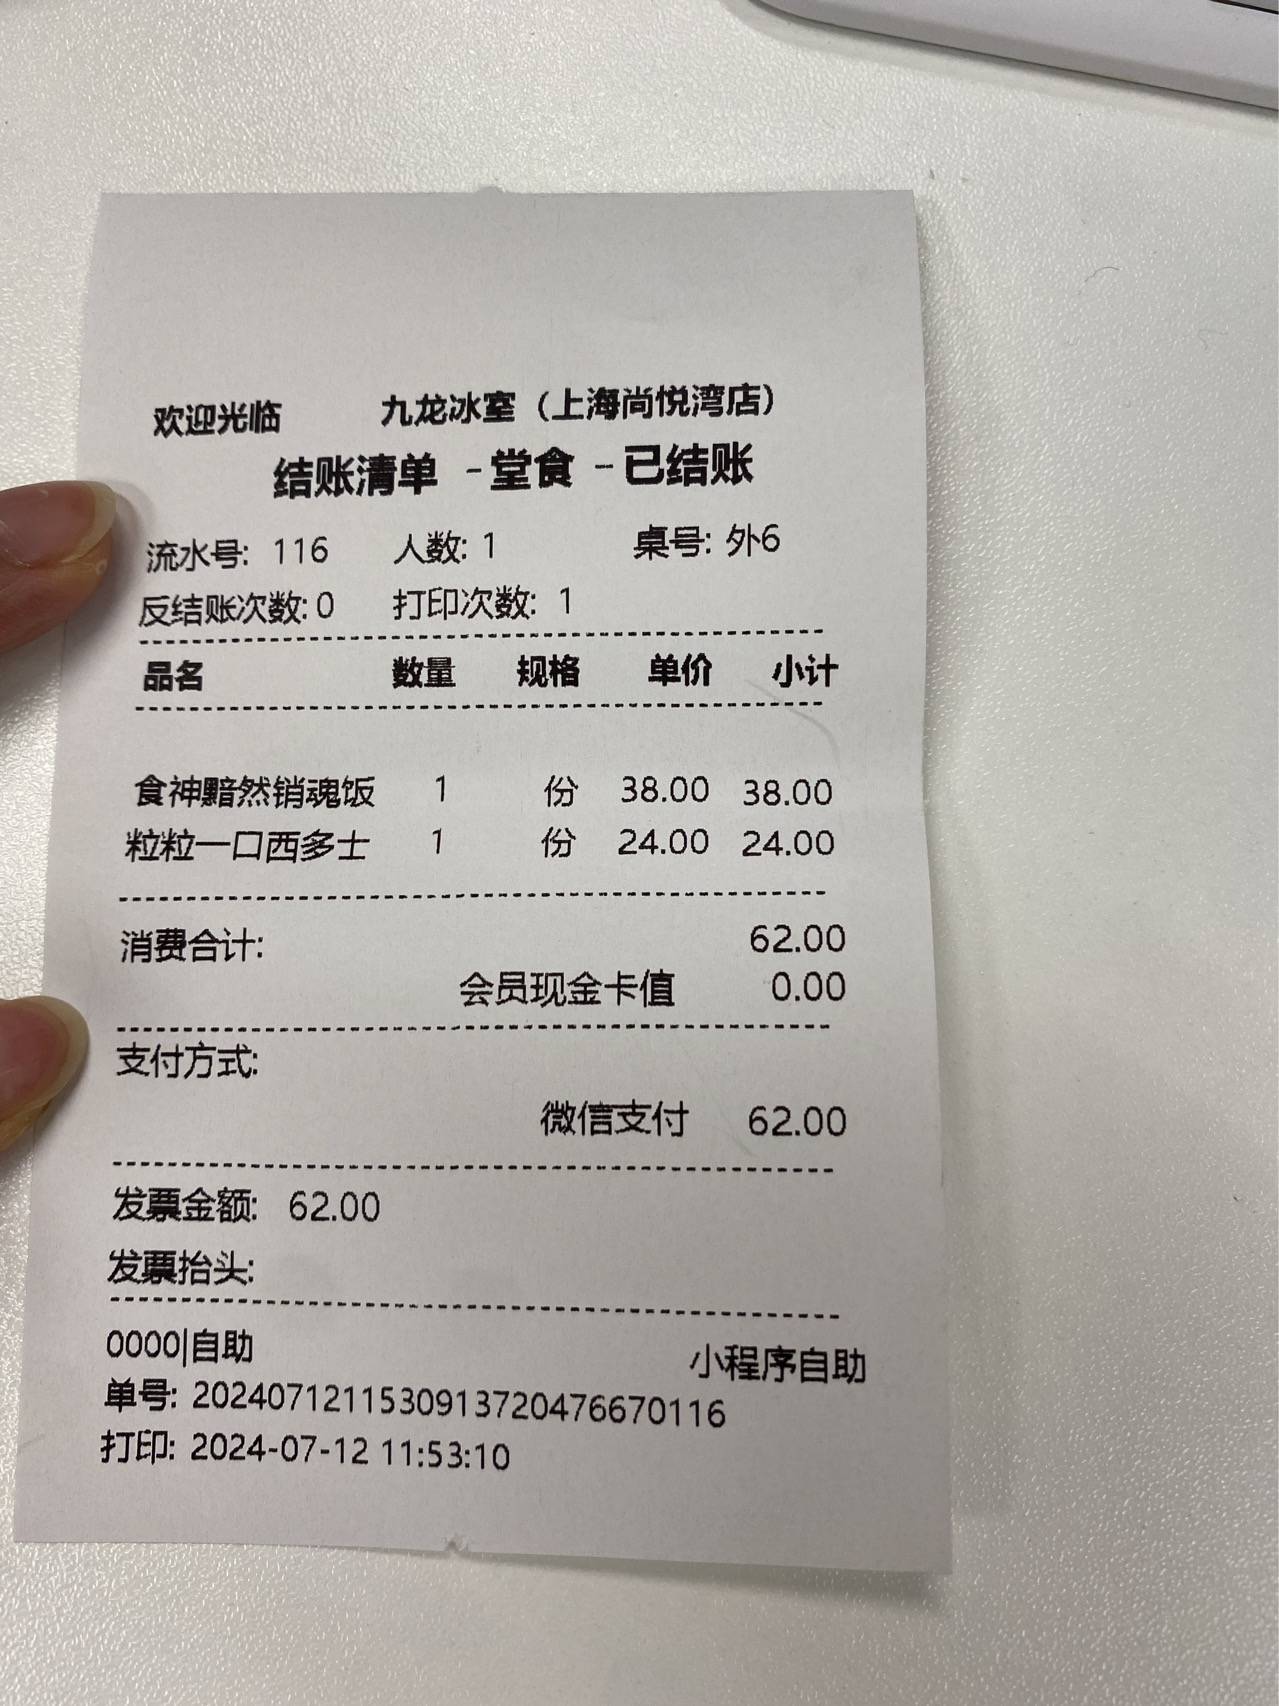 欢迎光临 九龙冰室（上海尚悦湾店）
结账清单 -堂食 -已结账
流水号: 116 人数: 1 桌号: 外6
反结账次数: 0 打印次数: 1
品名 数量 规格 单价 小计
食神黯然销魂饭 1 份 38.00 38.00
粒粒一口西多士 1 份 24.00 24.00
消费合计: 62.00
会员现金卡值 0.00
支付方式:
微信支付 62.00
发票金额: 62.00
发票抬头:
0000|自助 小程序自助
单号: 2024071211530913720476670116
打印: 2024-07-12 11:53:10